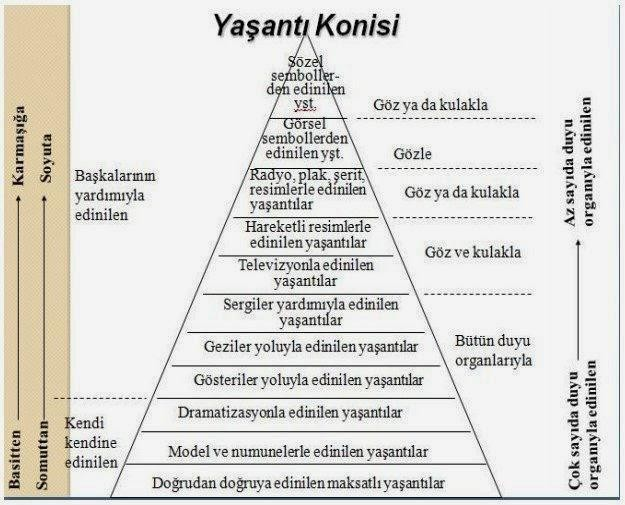 Yaşantı Konisi
Sözel
semboller-
den edinilen
yşt.
Göz ya da kulakla
Görsel
sembollerden
edinilen yşt.
Gözle
Radyo, plak, şerit,
resimlerle edinilen
yaşantılar
Göz ya da kulakla
Hareketli resimlerle
edinilen yaşantılar
Göz ve kulakla
Televizyonla edinilen
yaşantılar
Sergiler yardımıyla edinilen
yaşantılar
Geziler yoluyla edinilen yaşantılar
Bütün duyu
organlarıyla
Gösteriler yoluyla edinilen yaşantılar
Dramatizasyonla edinilen yaşantılar
Model ve numunelerle edinilen yaşantılar
Doğrudan doğruya edinilen maksatlı yaşantılar
Başkalarının
yardımıyla
edinilen
Kendi
kendine
edinilen
Basitten
Karmaşığa
Somuttan
Soyuta
Çok sayıda duyu
organıyla edinilen
Az sayıda duyu
organıyla edinilen